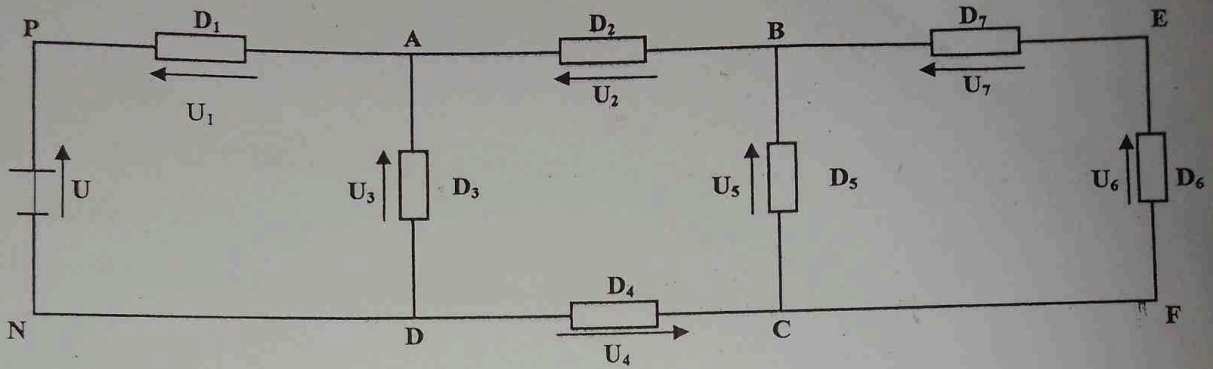 P D₁ A D₂ B D₇ E
U₁ U₂ U₇
U U₃ D₃ U₅ D₅ U₆ D₆
D₄
N D U₄ C F